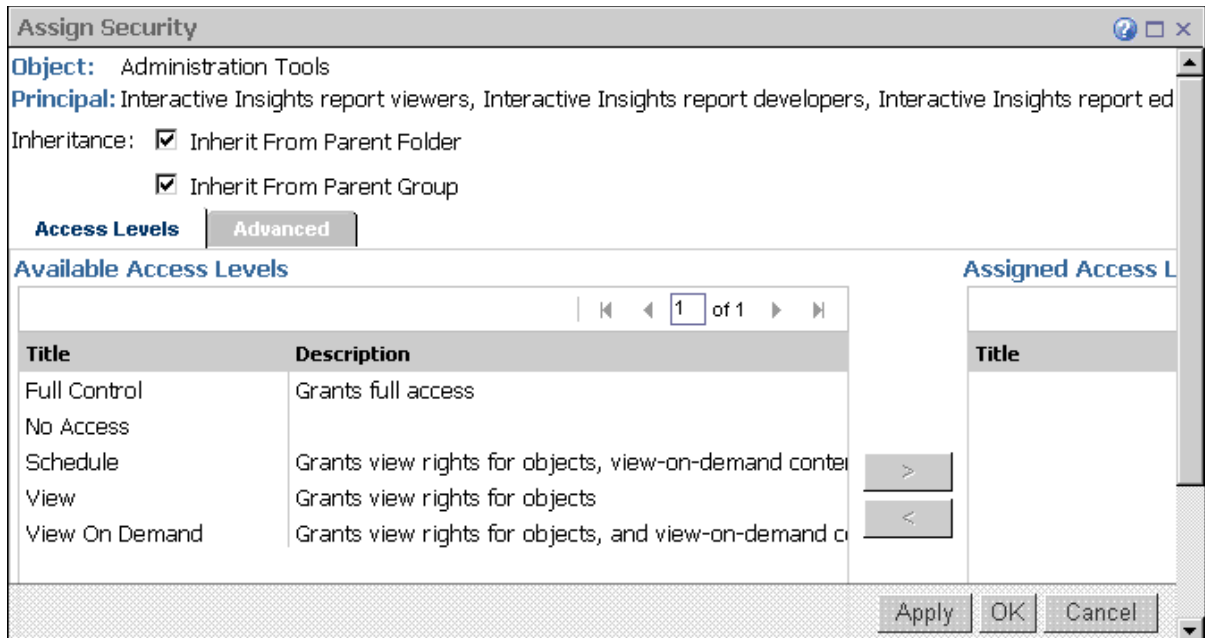 Assign Security
Object: Administration Tools
Principal: Interactive Insights report viewers, Interactive Insights report developers, Interactive Insights report ed
Inheritance: Inherit From Parent Folder
Inherit From Parent Group
Access Levels Advanced
Available Access Levels Assigned Access L
1 of 1
Title Description Title
Full Control Grants full access
No Access
Schedule Grants view rights for objects, view-on-demand conter
View Grants view rights for objects
View On Demand Grants view rights for objects, and view-on-demand c
>
<
Apply OK Cancel